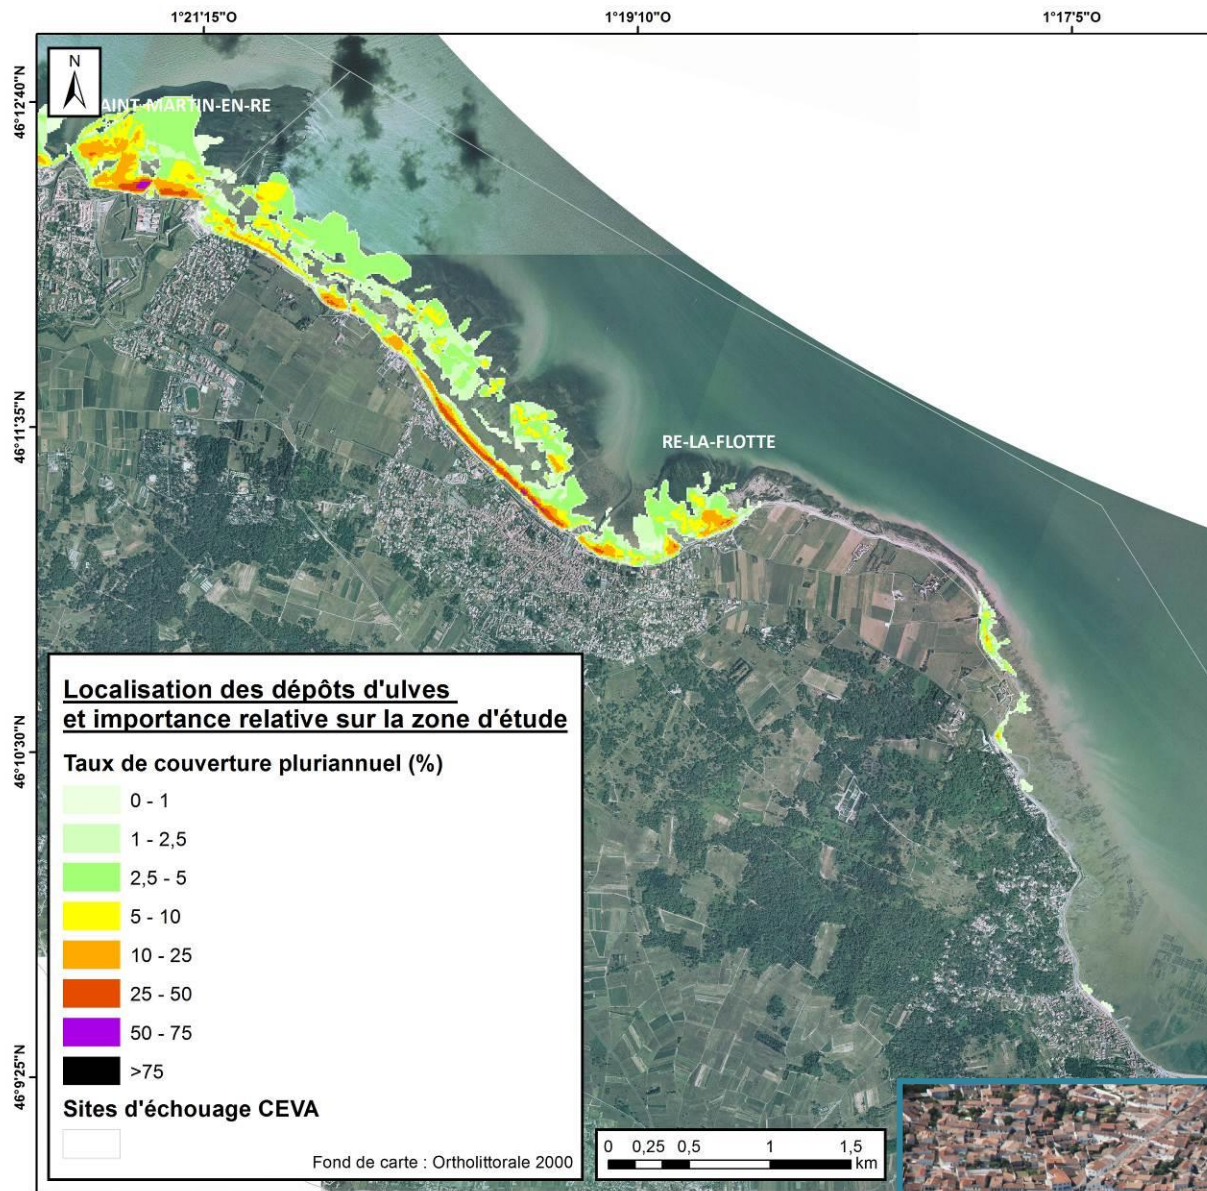 1°21'15"O
1°19'10"O
1°17'5"O
N
46°12'40"N
AINT-MARTIN-EN-RE
46°11'35"N
RE-LA-FLOTTE
46°10'30"N
46°9'25"N
Localisation des dépôts d'ulves
et importance relative sur la zone d'étude
Taux de couverture pluriannuel (%)
0 - 1
1 - 2,5
2,5 - 5
5 - 10
10 - 25
25 - 50
50 - 75
>75
Sites d'échouage CEVA
Fond de carte : Ortholittorale 2000
0 0,25 0,5 1 1,5
km